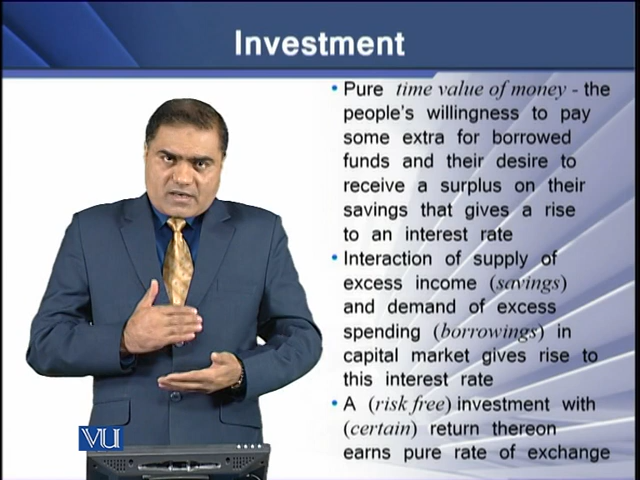 Investment
• Pure time value of money - the
people's willingness to pay
some extra for borrowed
funds and their desire to
receive a surplus on their
savings that gives a rise
to an interest rate
• Interaction of supply of
excess income (savings)
and demand of excess
spending (borrowings) in
capital market gives rise to
this interest rate
• A (risk free) investment with
(certain) return thereon
earns pure rate of exchange
VU